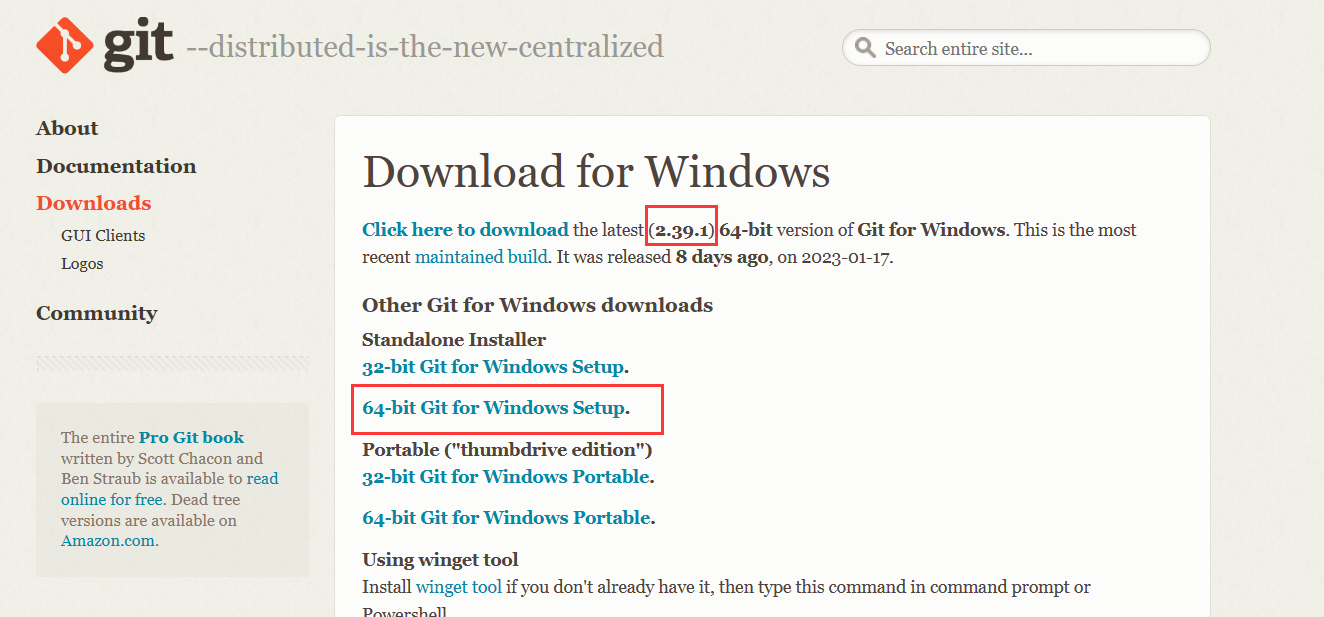 git --distributed-is-the-new-centralized
Search entire site...
About
Documentation
Downloads
GUI Clients
Logos
Community
The entire Pro Git book
written by Scott Chacon and
Ben Straub is available to read
online for free. Dead tree
versions are available on
Amazon.com.
Download for Windows
Click here to download the latest (2.39.1) 64-bit version of Git for Windows. This is the most
recent maintained build. It was released 8 days ago, on 2023-01-17.
Other Git for Windows downloads
Standalone Installer
32-bit Git for Windows Setup.
64-bit Git for Windows Setup.
Portable ("thumbdrive edition")
32-bit Git for Windows Portable.
64-bit Git for Windows Portable.
Using winget tool
Install winget tool if you don't already have it, then type this command in command prompt or
Powershell.